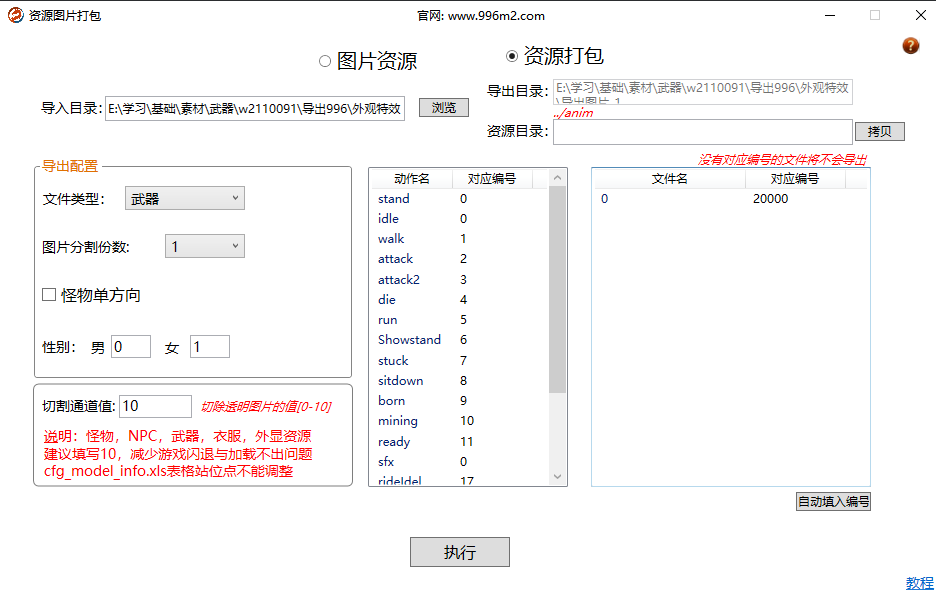 资源图片打包
官网: www.996m2.com
图片资源
资源打包
导入目录:
E:\学习\基础\素材\武器\w2110091\导出996\外观特效
浏览
导出目录:
E:\学习\基础\素材\武器\w2110091\导出996\外观特效
\导出图片_1
../anim
资源目录:
拷贝
没有对应编号的文件将不会导出
导出配置
文件类型: 武器
图片分割份数: 1
怪物单方向
性别: 男 0 女 1
切割通道值: 10 切除透明图片的值[0-10]
说明：怪物，NPC，武器，衣服，外显资源
建议填写10，减少游戏闪退与加载不出问题
cfg_model_info.xls表格站位点不能调整
动作名 对应编号
stand 0
idle 0
walk 1
attack 2
attack2 3
die 4
run 5
Showstand 6
stuck 7
sitdown 8
born 9
mining 10
ready 11
sfx 0
rideIdel 17
文件名 对应编号
0 20000
自动填入编号
执行
教程